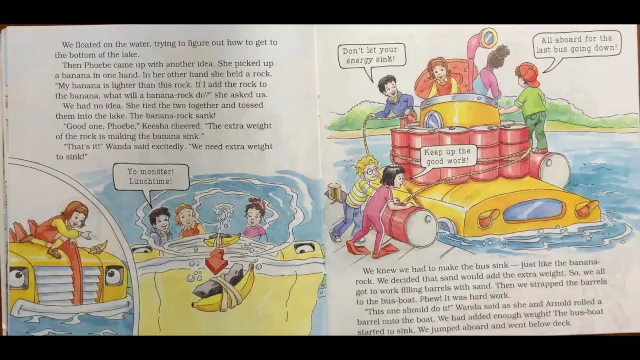 We floated on the water, trying to figure out how to get to
the bottom of the lake.
Then Phoebe came up with another idea. She picked up
a banana in one hand. In her other hand she held a rock.
"My banana is lighter than this rock. If I add the rock to
the banana, what will a banana-rock do?" she asked us.
We had no idea. She tied the two together and tossed
them into the lake. The banana-rock sank!
"Good one, Phoebe," Keesha cheered. "The extra weight
of the rock is making the banana sink."
"That's it!" Wanda said excitedly. "We need extra weight
to sink!"
Yo monster!
Lunchtime!
Don't let your
energy sink!
All aboard for the
last bus going down!
Keep up the
good work!
We knew we had to make the bus sink — just like the banana-
rock. We decided that sand would add the extra weight. So, we all
got to work filling barrels with sand. Then we strapped the barrels
to the bus-boat. Phew! It was hard work.
"This one should do it!" Wanda said as she and Arnold rolled a
barrel onto the boat. We had added enough weight! The bus-boat
started to sink. We jumped aboard and went below deck.